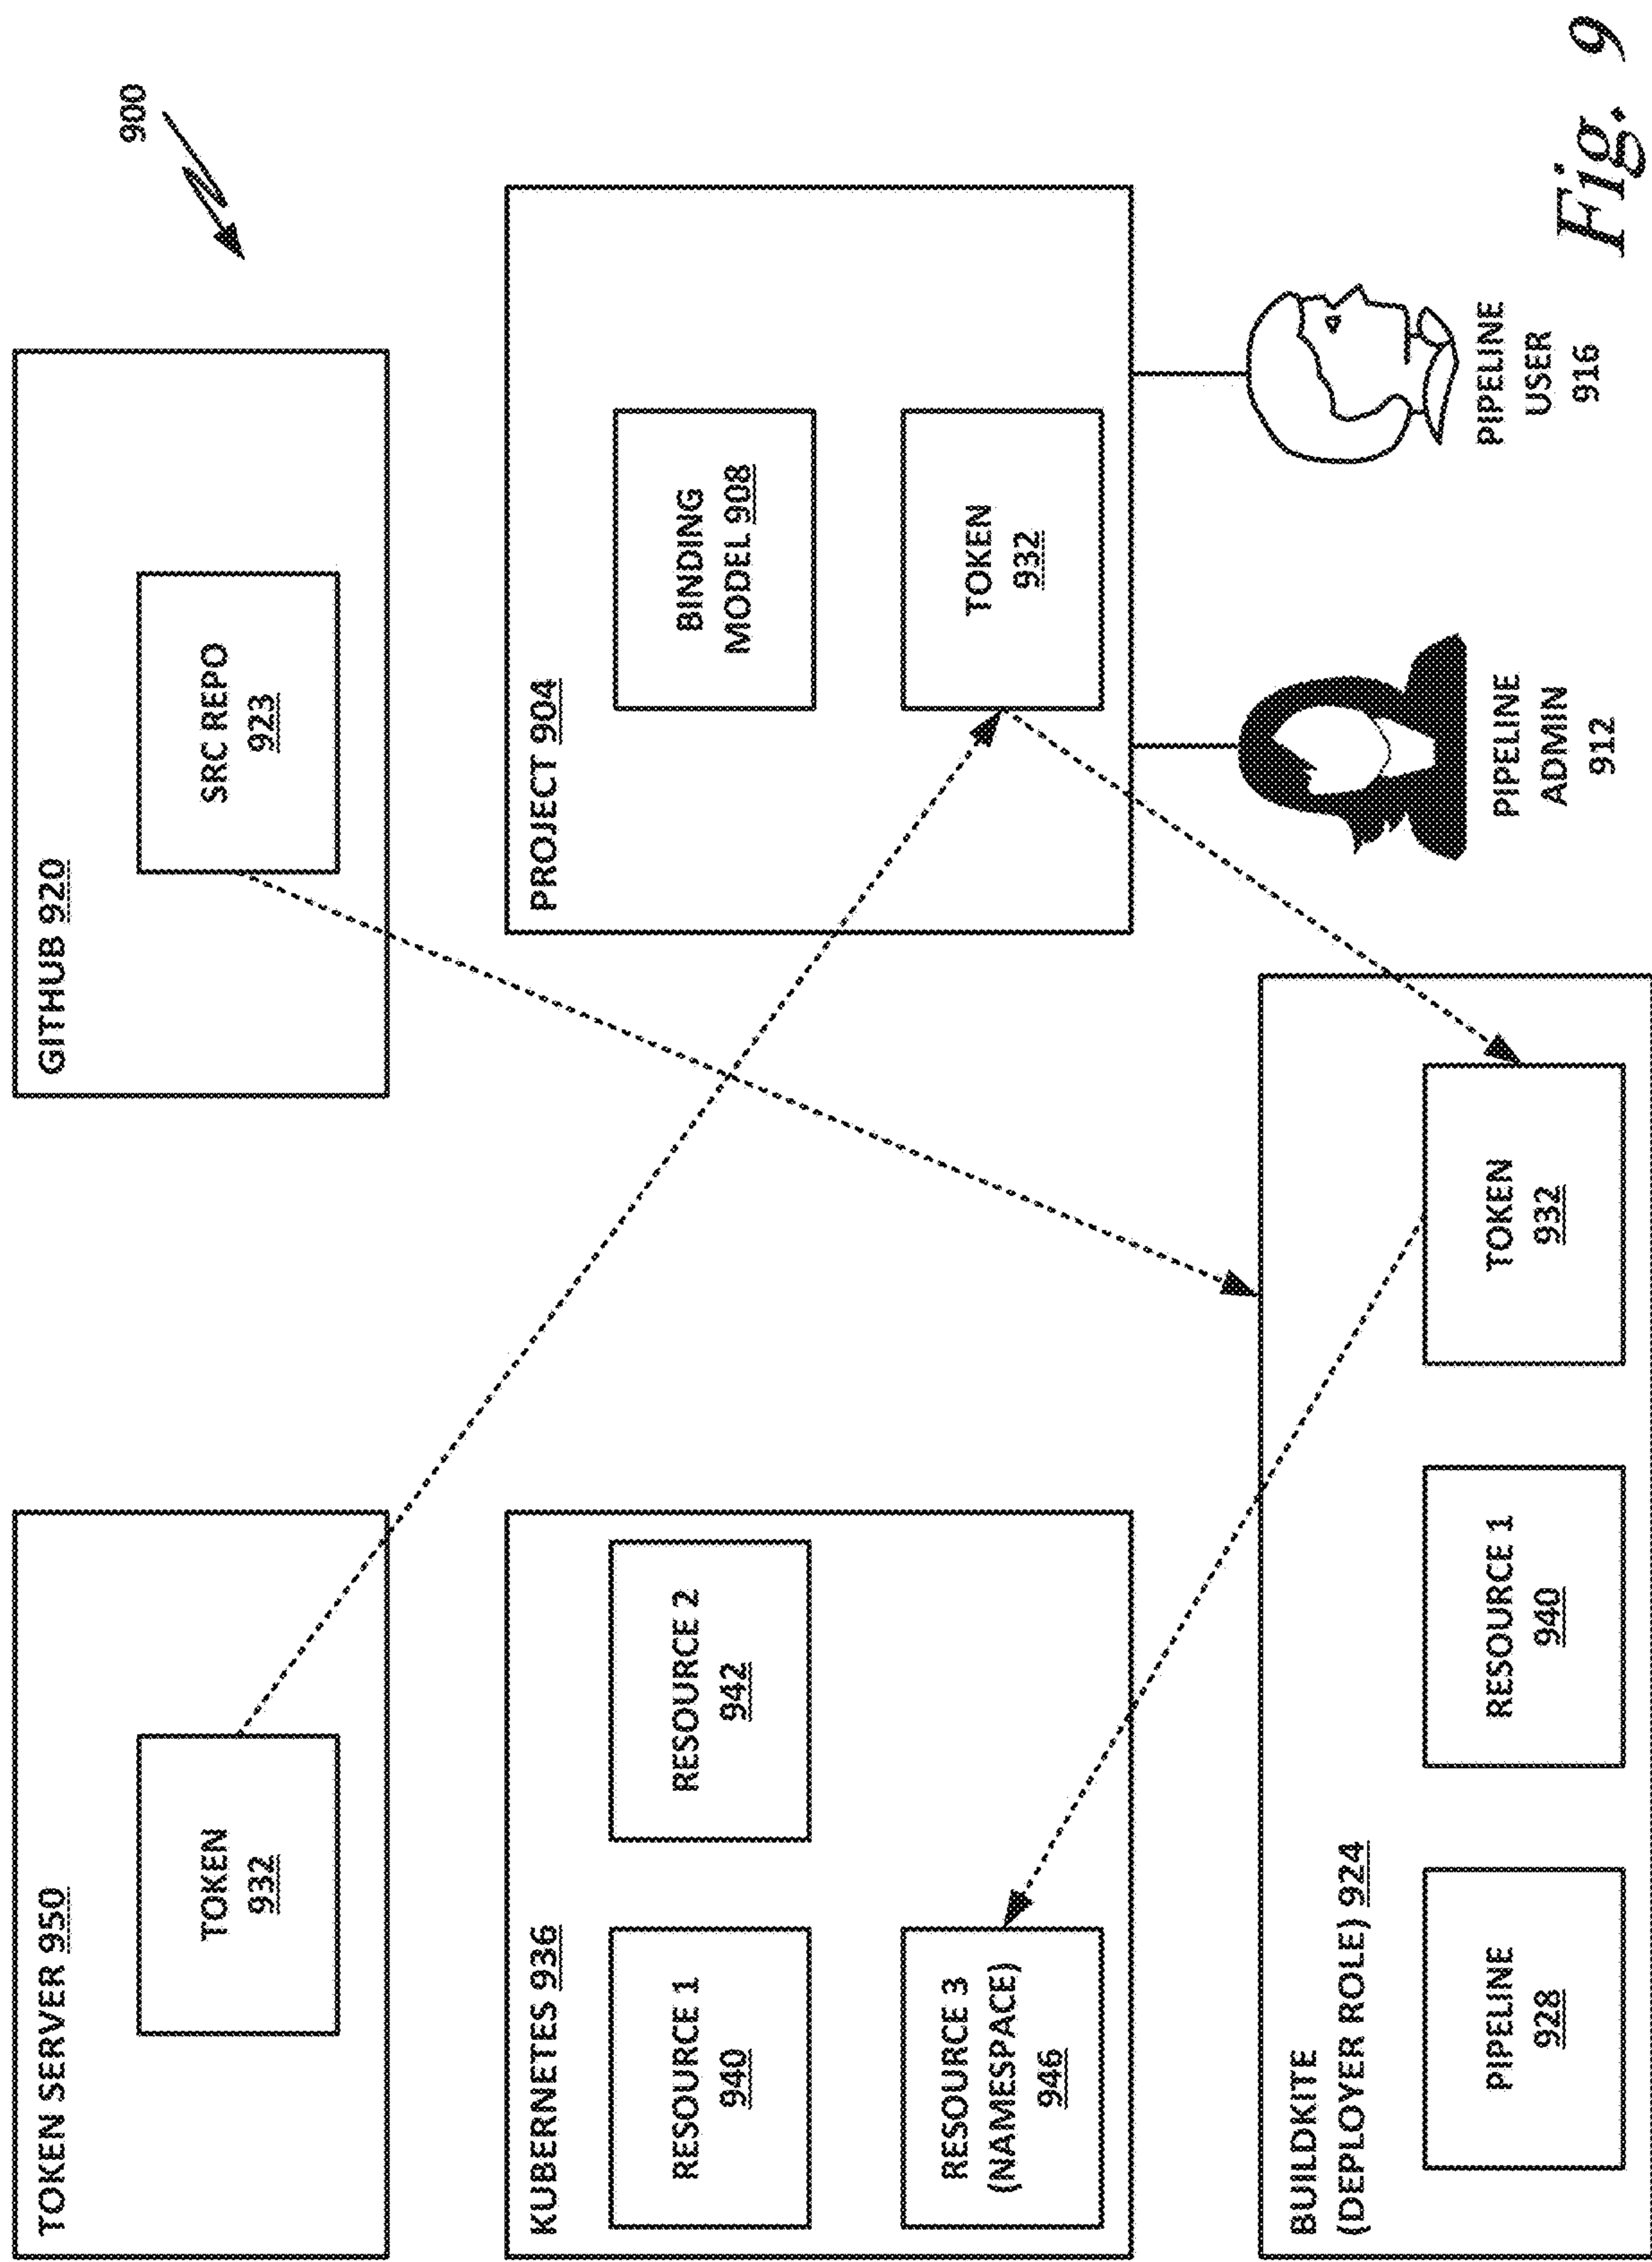 900
TOKEN SERVER 950
TOKEN
932
GITHUB 920
SRC REPO
923
KUBERNETES 936
RESOURCE 1
940
RESOURCE 2
942
RESOURCE 3
(NAMESPACE)
946
PROJECT 904
BINDING
MODEL 908
TOKEN
932
BUILDKITE
(DEPLOYER ROLE) 924
PIPELINE
928
RESOURCE 1
940
TOKEN
932
PIPELINE
ADMIN
912
PIPELINE
USER
916
Fig. 9